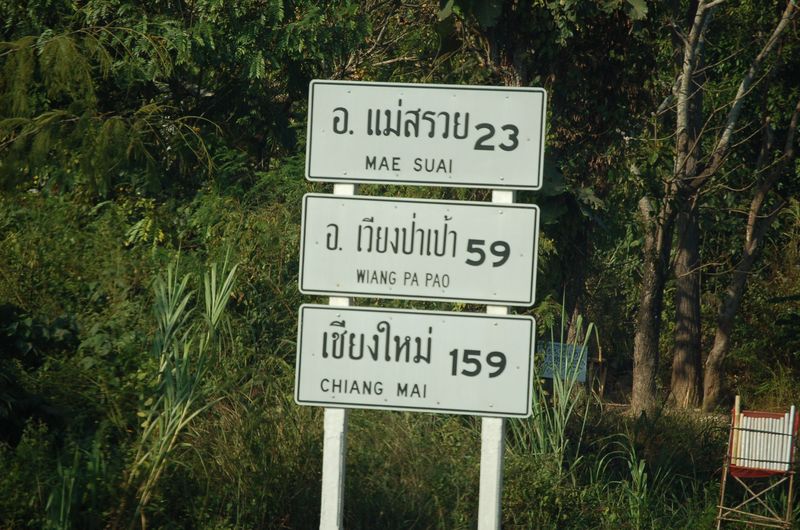 อ. แม่สรวย 23
MAE SUAI
อ. เวียงป่าเป้า 59
WIANG PA PAO
เชียงใหม่ 159
CHIANG MAI